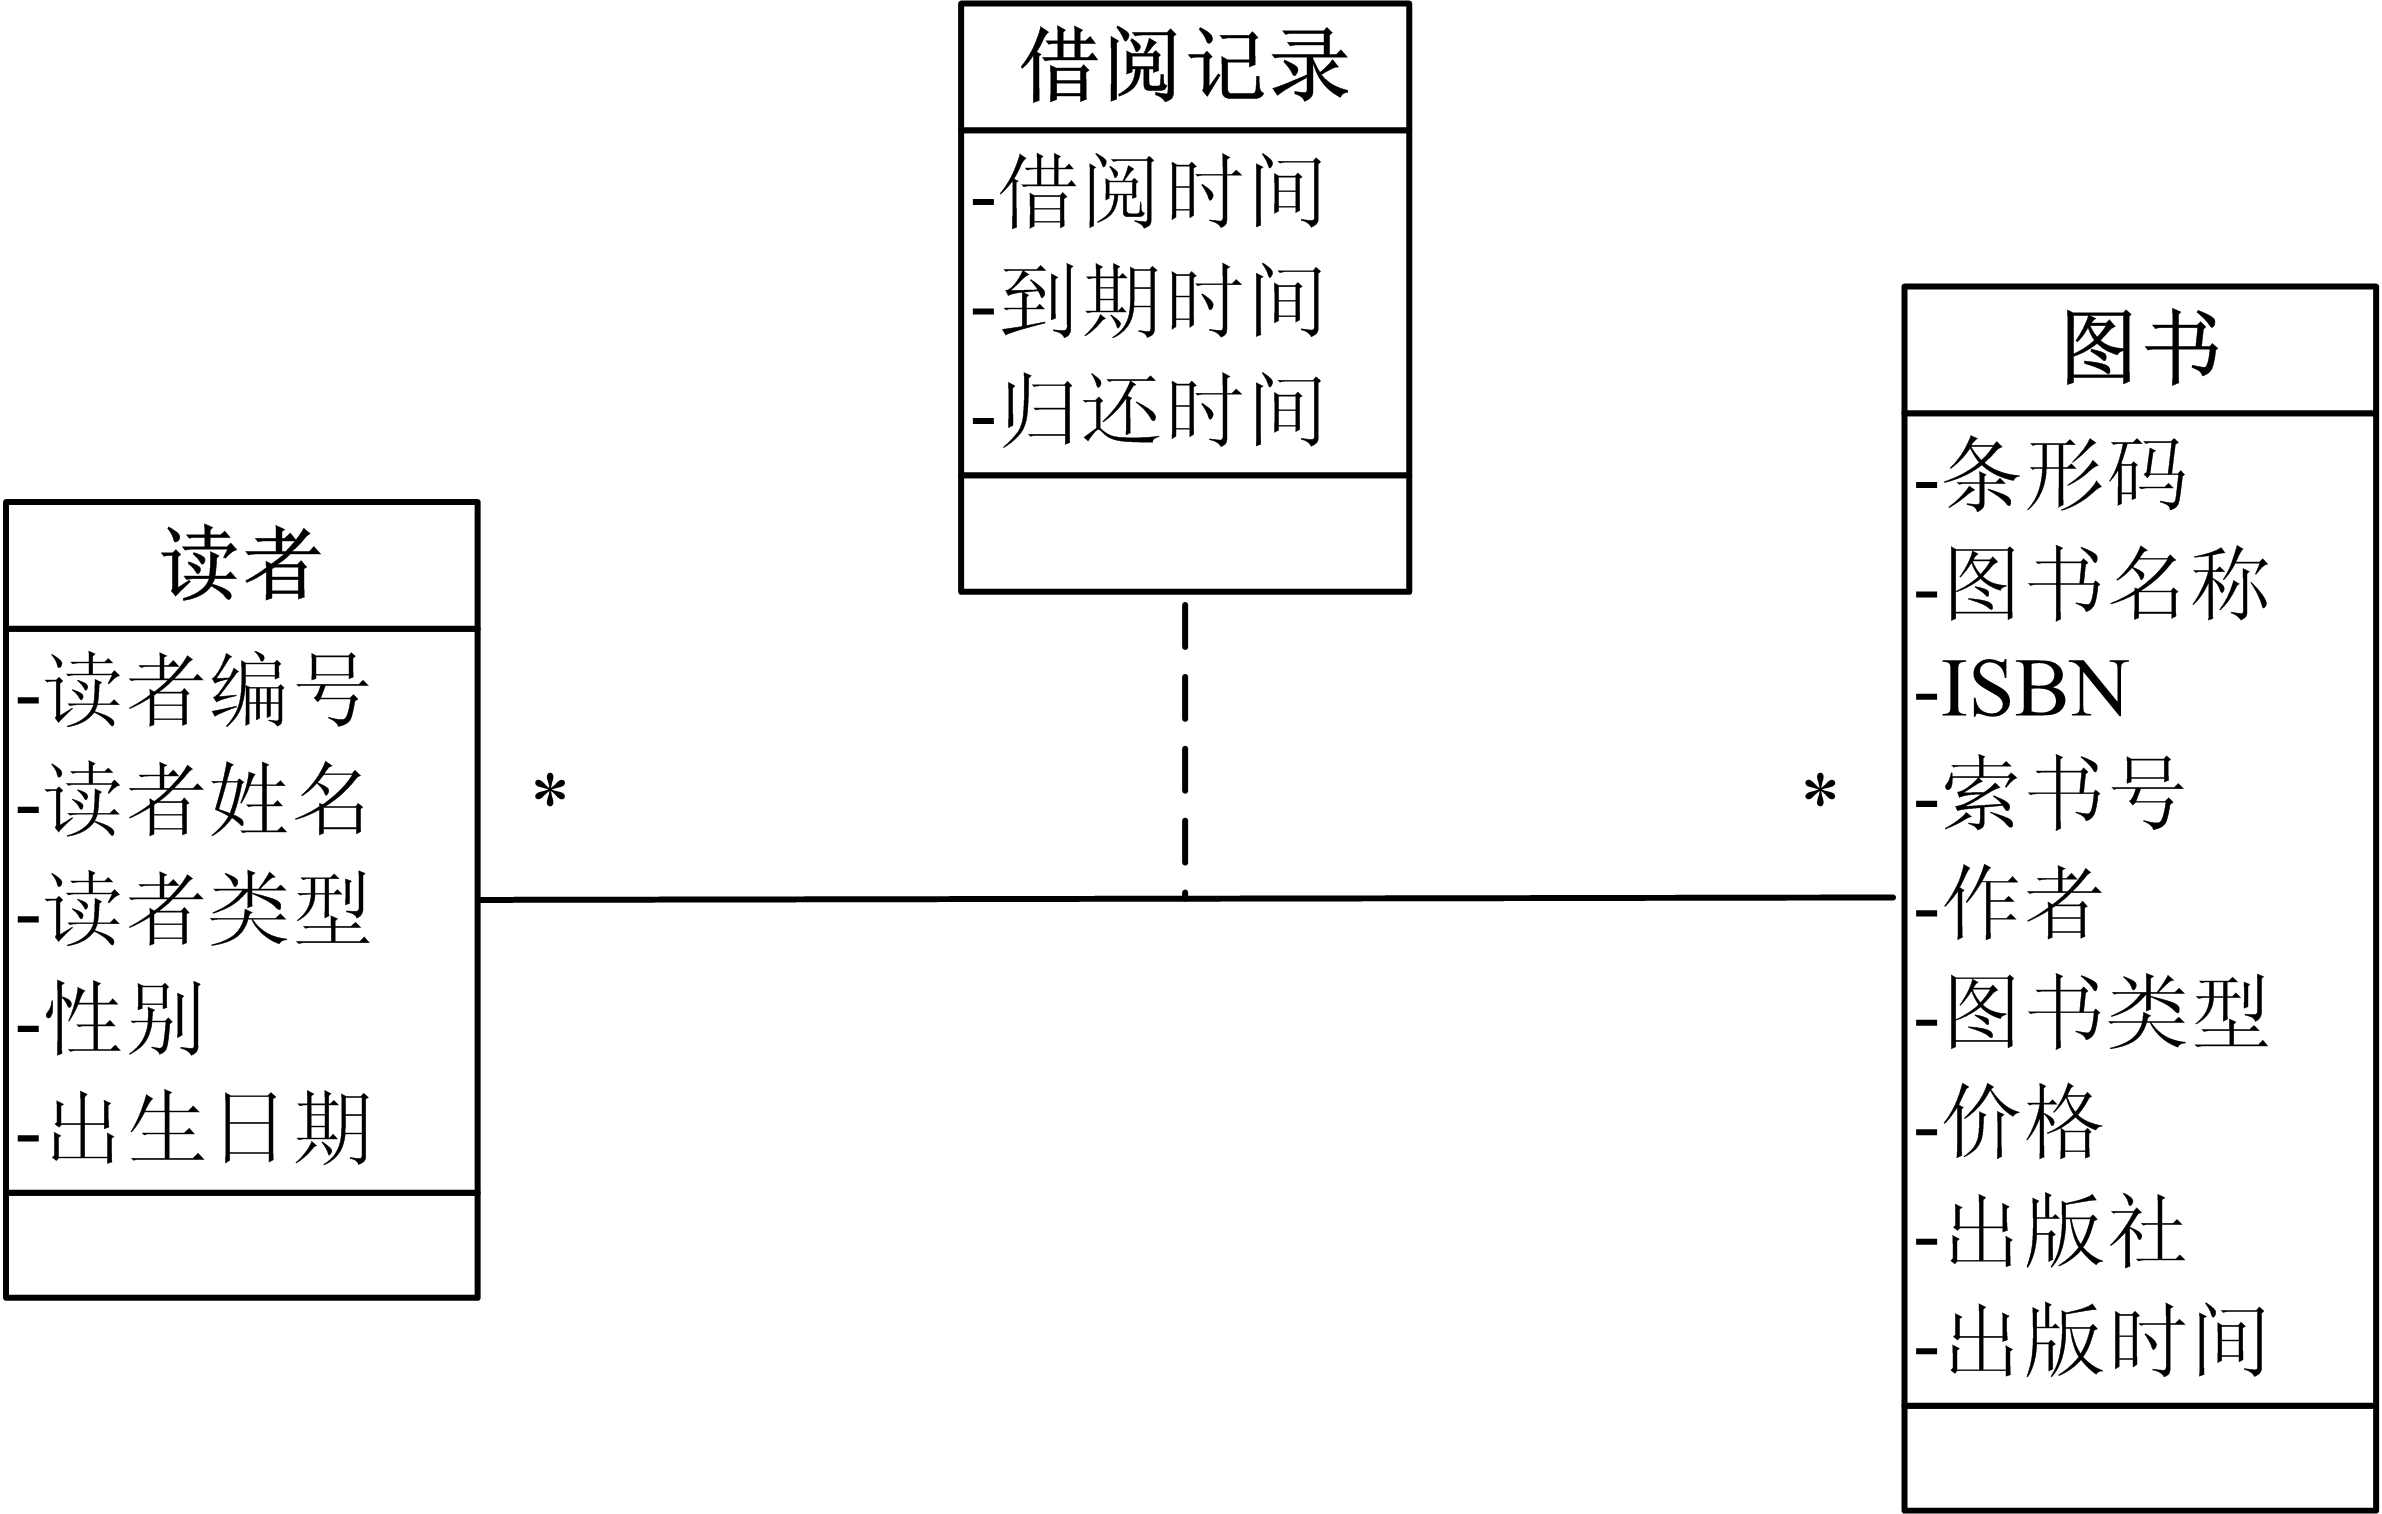 借阅记录
-借阅时间
-到期时间
-归还时间
读者
-读者编号
-读者姓名
-读者类型
-性别
-出生日期
*
*
图书
-条形码
-图书名称
-ISBN
-索书号
-作者
-图书类型
-价格
-出版社
-出版时间